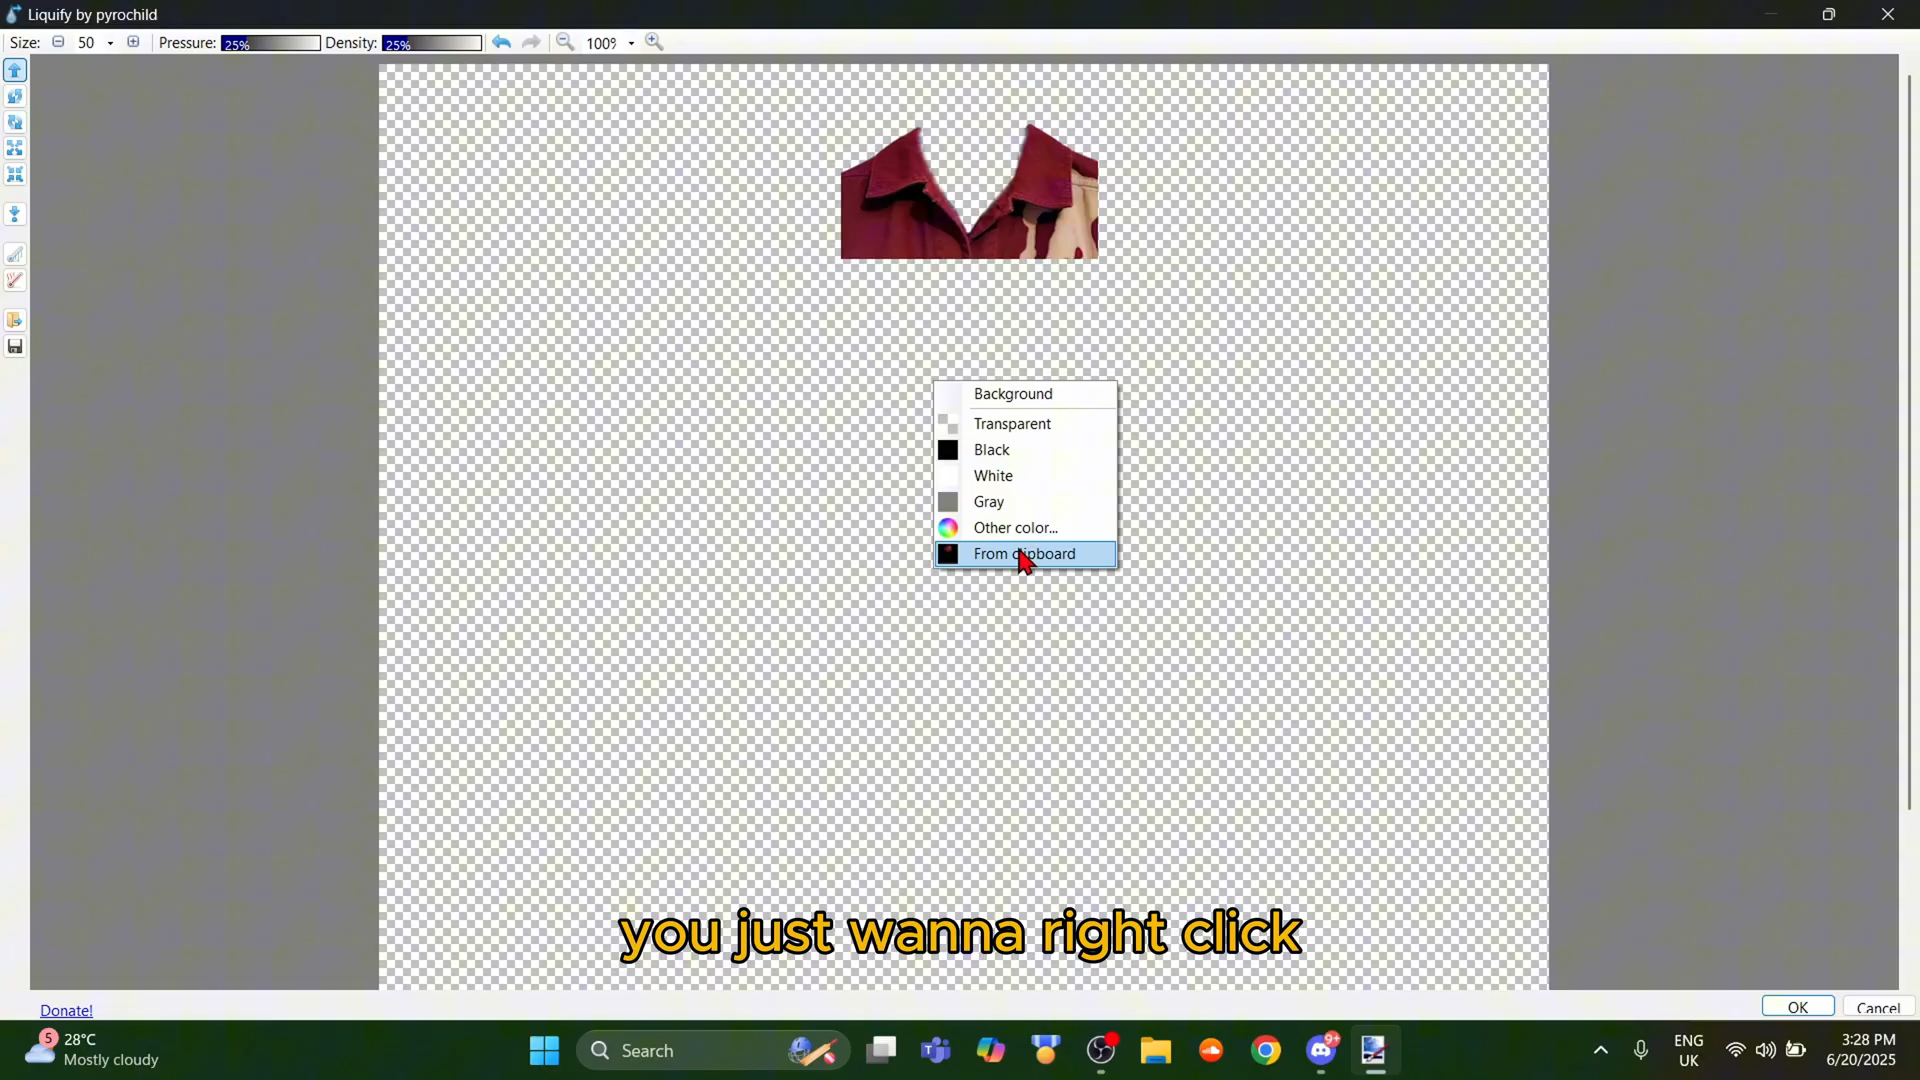 Liquify by pyrochild
Size: 50 Pressure: 25% Density: 25% 100%
Background
Transparent
Black
White
Gray
Other color...
From clipboard
you just wanna right click
Donate!
OK Cancel
5 28°C
Mostly cloudy
Search
9+
ENG
UK
3:28 PM
6/20/2025